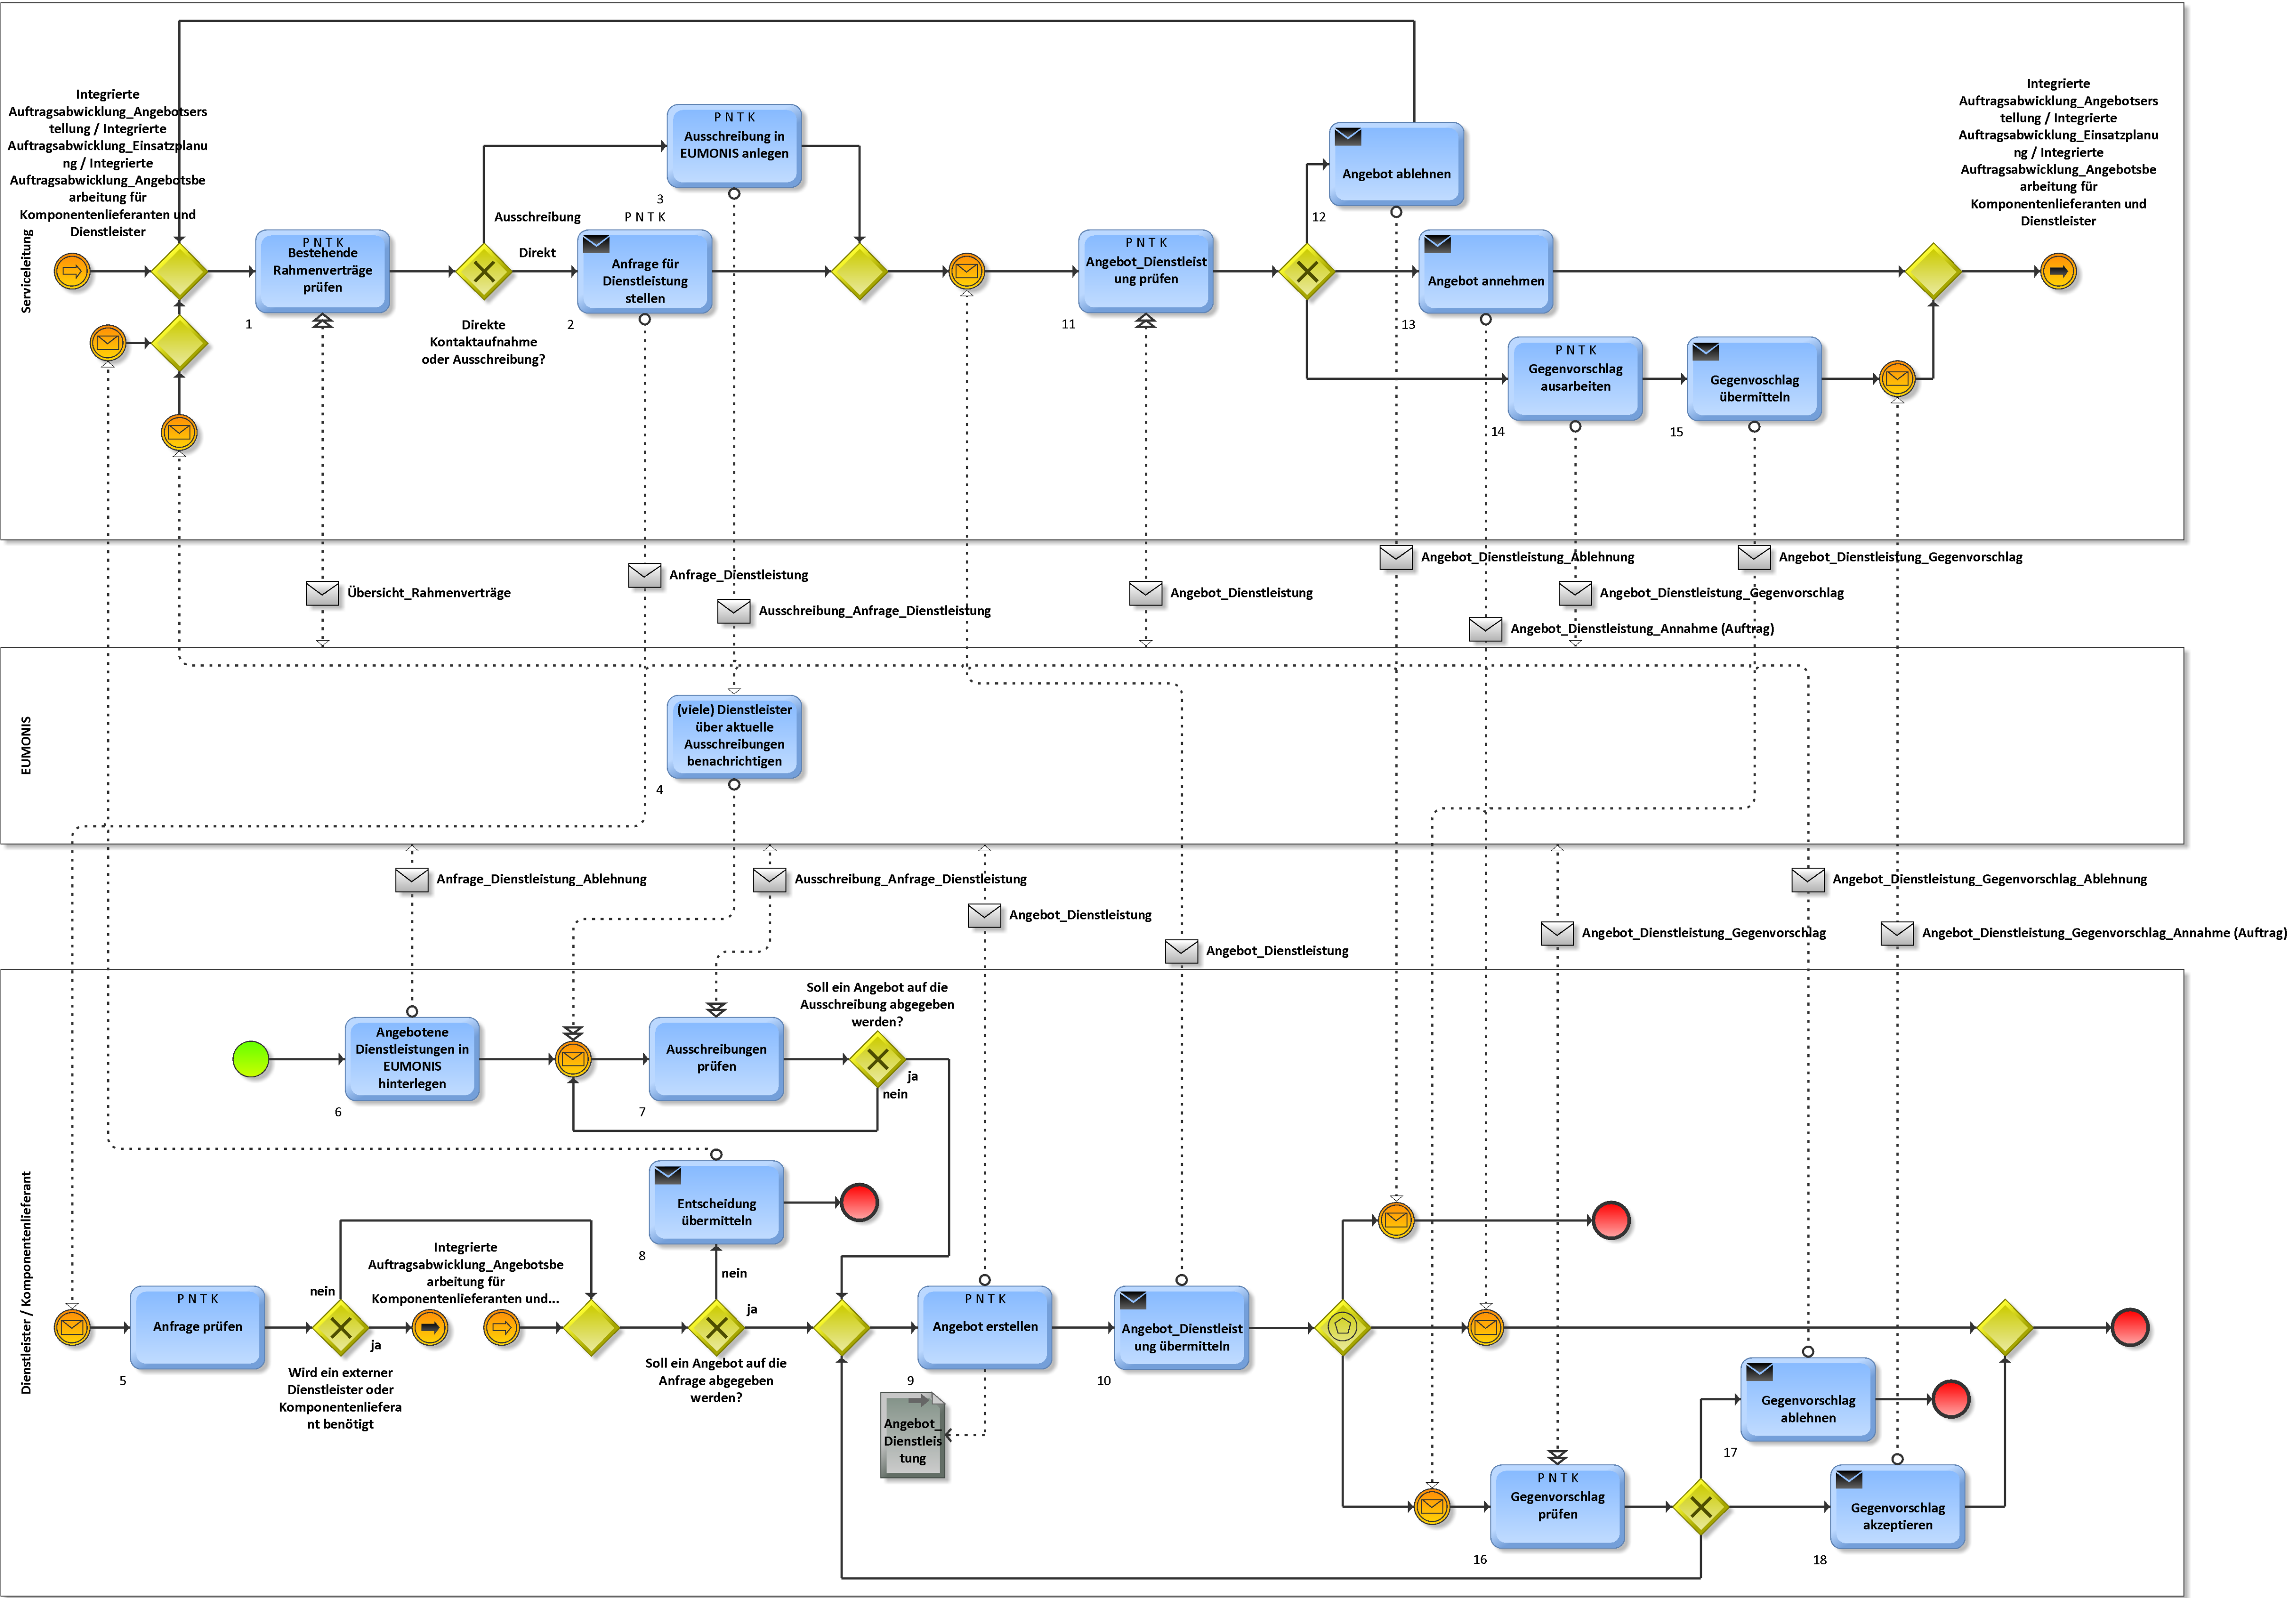 Integrierte
Auftragsabwicklung_Angebotsers
tellung / Integrierte
Auftragsabwicklung_Einsatzplanu
ng / Integrierte
Auftragsabwicklung_Angebotsbe
arbeitung für
Komponentenlieferanten und
Dienstleister
Serviceleitung
P N T K
Bestehende
Rahmenverträge
prüfen
1
Ausschreibung
Direkt
Direkte
Kontaktaufnahme
oder Ausschreibung?
P N T K
Ausschreibung in
EUMONIS anlegen
3
P N T K
Anfrage für
Dienstleistung
stellen
2
P N T K
Angebot_Dienstleist
ung prüfen
11
Angebot ablehnen
12
Angebot annehmen
13
P N T K
Gegenvorschlag
ausarbeiten
14
Gegenvoschlag
übermitteln
15
Integrierte
Auftragsabwicklung_Angebotsers
tellung / Integrierte
Auftragsabwicklung_Einsatzplanu
ng / Integrierte
Auftragsabwicklung_Angebotsbe
arbeitung für
Komponentenlieferanten und
Dienstleister
Übersicht_Rahmenverträge
Anfrage_Dienstleistung
Ausschreibung_Anfrage_Dienstleistung
Angebot_Dienstleistung
Angebot_Dienstleistung_Ablehnung
Angebot_Dienstleistung_Gegenvorschlag
Angebot_Dienstleistung_Gegenvorschlag
Angebot_Dienstleistung_Annahme (Auftrag)
EUMONIS
(viele) Dienstleister
über aktuelle
Ausschreibungen
benachrichtigen
4
Anfrage_Dienstleistung_Ablehnung
Ausschreibung_Anfrage_Dienstleistung
Angebot_Dienstleistung
Angebot_Dienstleistung
Angebot_Dienstleistung_Gegenvorschlag_Ablehnung
Angebot_Dienstleistung_Gegenvorschlag
Angebot_Dienstleistung_Gegenvorschlag_Annahme (Auftrag)
Dienstleister / Komponentenlieferant
Angebotene
Dienstleistungen in
EUMONIS
hinterlegen
6
Ausschreibungen
prüfen
7
Soll ein Angebot auf die
Ausschreibung abgegeben
werden?
ja
nein
Entscheidung
übermitteln
8
P N T K
Anfrage prüfen
5
nein
ja
Wird ein externer
Dienstleister oder
Komponentenliefera
nt benötigt
Integrierte
Auftragsabwicklung_Angebotsbe
arbeitung für
Komponentenlieferanten und...
nein
ja
Soll ein Angebot auf die
Anfrage abgegeben
werden?
P N T K
Angebot erstellen
9
Angebot_
Dienstleis
tung
Angebot_Dienstleist
ung übermitteln
10
P N T K
Gegenvorschlag
prüfen
16
Gegenvorschlag
ablehnen
17
Gegenvorschlag
akzeptieren
18